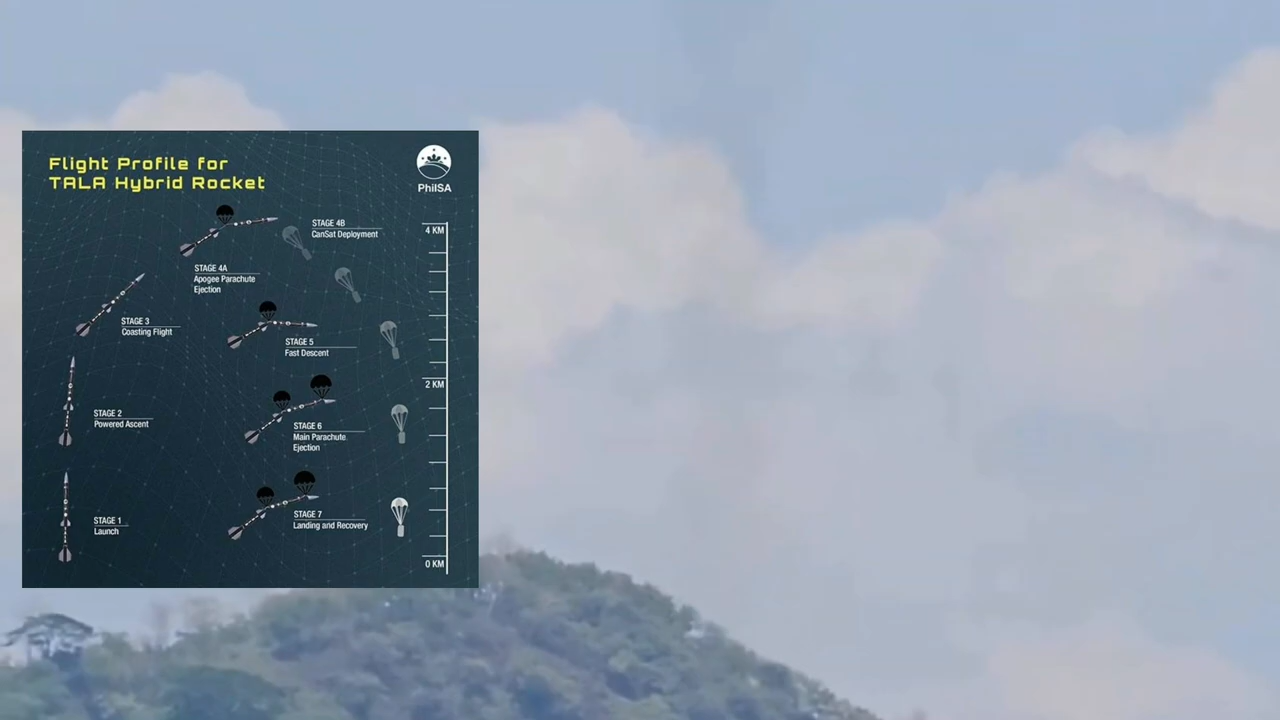 Flight Profile for
TALA Hybrid Rocket
PhilSA
STAGE 4B
CanSat Deployment
4 KM
STAGE 4A
Apogee Parachute
Ejection
STAGE 3
Coasting Flight
STAGE 5
Fast Descent
2 KM
STAGE 2
Powered Ascent
STAGE 6
Main Parachute
Ejection
STAGE 7
Landing and Recovery
STAGE 1
Launch
0 KM